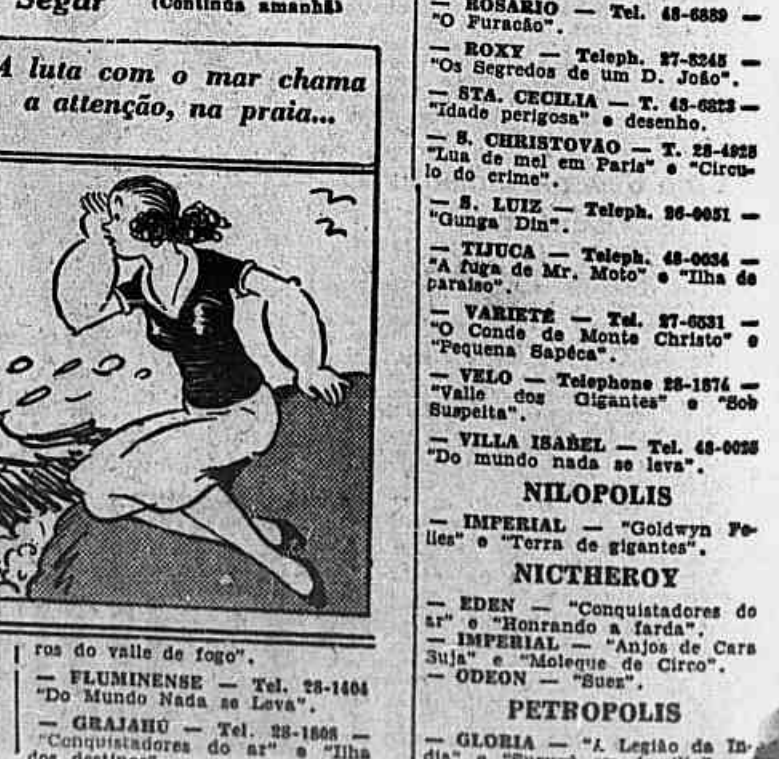 Segar (Continúa amanhã)
A luta com o mar chama
a attenção, na praia...
ros do valle de fogo".
— FLUMINENSE — Tel. 28-1404
"Do Mundo Nada se Leva".
— GRAJAHÚ — Tel. 28-1808 —
"Conquistadores do ar" e "Ilha
dos destinos"
— ROSARIO — Tel. 48-6889 —
"O Furacão".
— ROXY — Teleph. 27-8245 —
"Os Segredos de um D. João".
— STA. CECILIA — T. 48-6823 —
"Idade perigosa" e desenho.
— S. CHRISTOVÃO — T. 28-4925
"Lua de mel em Paris" e "Circu-
lo do crime".
— S. LUIZ — Teleph. 26-0051 —
"Gunga Din".
— TIJUCA — Teleph. 48-0034 —
"A fuga de Mr. Moto" e "Ilha do
paraiso".
— VARIETÉ — Tel. 27-6531 —
"O Conde de Monte Christo" e
"Pequena Sapéca".
— VELO — Telephone 28-1874 —
"Valle dos Gigantes" e "Sob
Suspeita".
— VILLA ISABEL — Tel. 48-0025
"Do mundo nada se leva".
NILOPOLIS
— IMPERIAL — "Goldwyn Fo-
lies" e "Terra de gigantes".
NICTHEROY
— EDEN — "Conquistadores do
ar" e "Honrando a farda".
— IMPERIAL — "Anjos de Cara
Suja" e "Moleque de Circo".
— ODEON — "Suez".
PETROPOLIS
— GLORIA — "A Legião da In-
dia" e